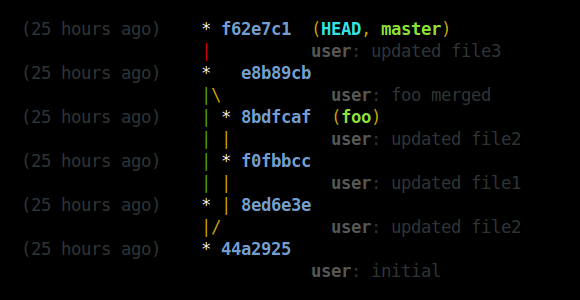 (25 hours ago) * f62e7c1 (HEAD, master)
| user: updated file3
(25 hours ago) * e8b89cb
|\ user: foo merged
(25 hours ago) | * 8bdfcaf (foo)
| | user: updated file2
(25 hours ago) | * f0fbbcc
| | user: updated file1
(25 hours ago) * | 8ed6e3e
|/ user: updated file2
(25 hours ago) * 44a2925
user: initial